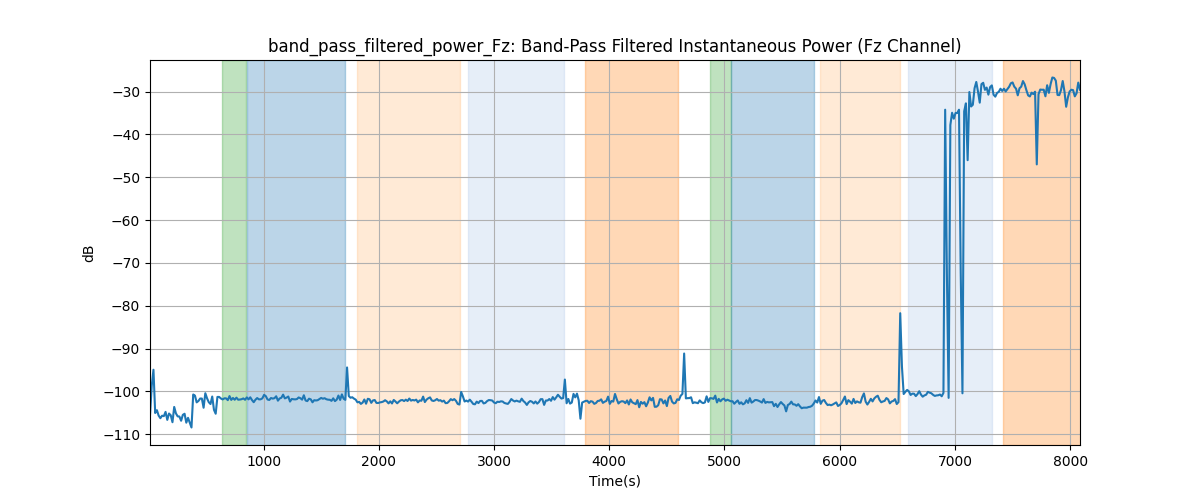 band_pass_filtered_power_Fz: Band-Pass Filtered Instantaneous Power (Fz Channel)
dB
−30
−40
−50
−60
−70
−80
−90
−100
−110
1000 2000 3000 4000 5000 6000 7000 8000
Time(s)